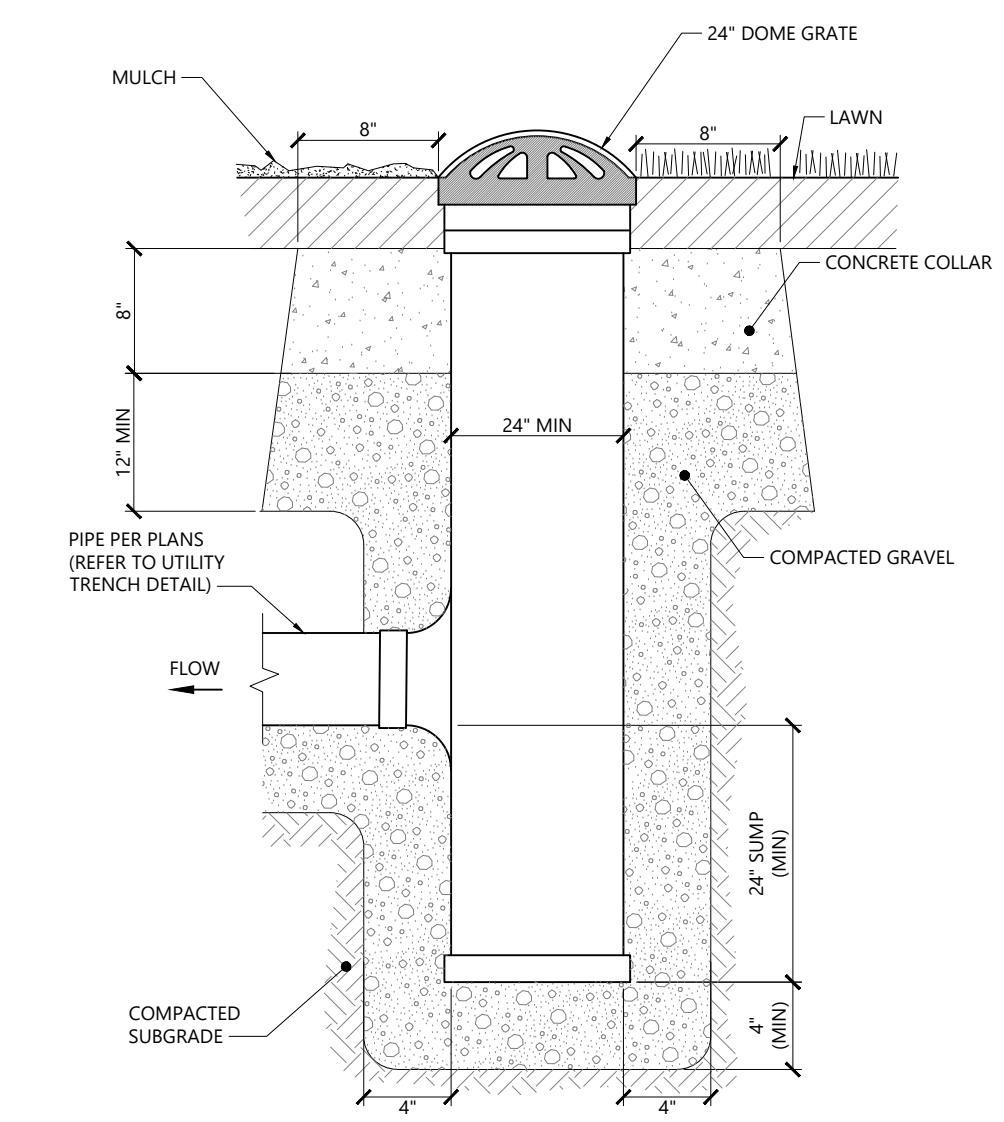 24" DOME GRATE
MULCH
LAWN
8"
8"
CONCRETE COLLAR
8"
24" MIN
12" MIN
PIPE PER PLANS
(REFER TO UTILITY
TRENCH DETAIL)
COMPACTED GRAVEL
FLOW
24" SUMP
(MIN)
COMPACTED
SUBGRADE
4"
(MIN)
4"
4"